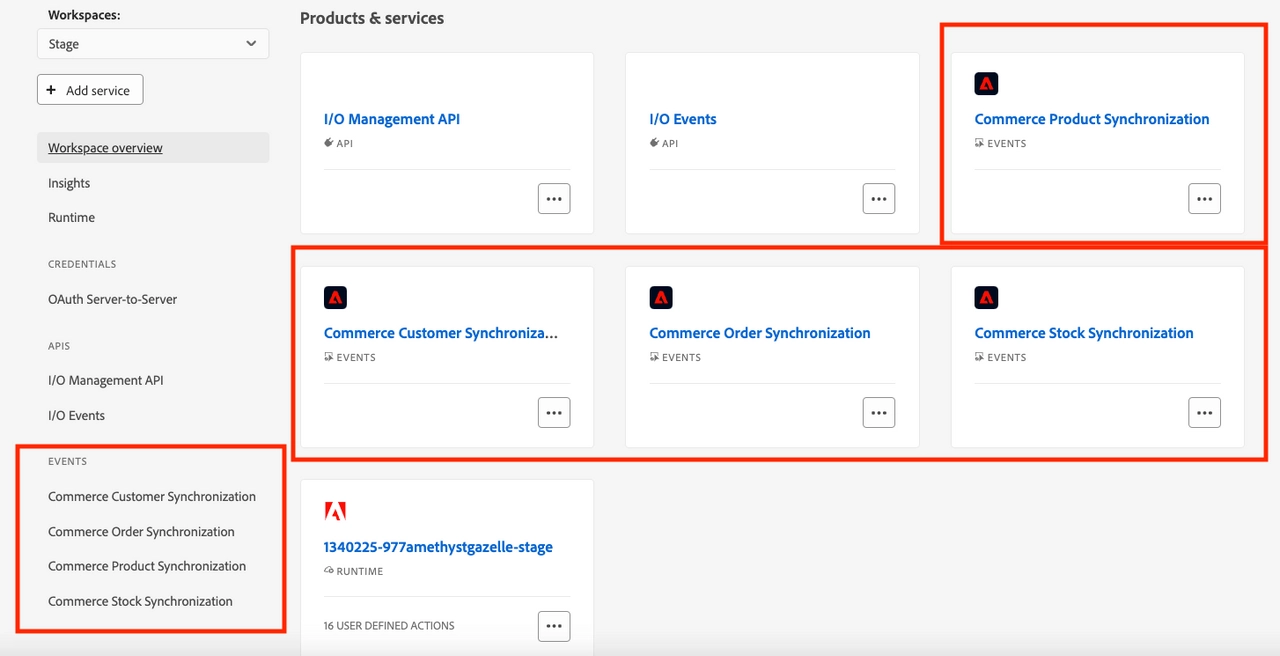 Workspaces:
Stage
+ Add service
Workspace overview
Insights
Runtime
CREDENTIALS
OAuth Server-to-Server
APIS
I/O Management API
I/O Events
EVENTS
Commerce Customer Synchronization
Commerce Order Synchronization
Commerce Product Synchronization
Commerce Stock Synchronization
Products & services
I/O Management API
API
I/O Events
API
Commerce Product Synchronization
EVENTS
Commerce Customer Synchroniza...
EVENTS
Commerce Order Synchronization
EVENTS
Commerce Stock Synchronization
EVENTS
1340225-977amethystgazelle-stage
RUNTIME
16 USER DEFINED ACTIONS